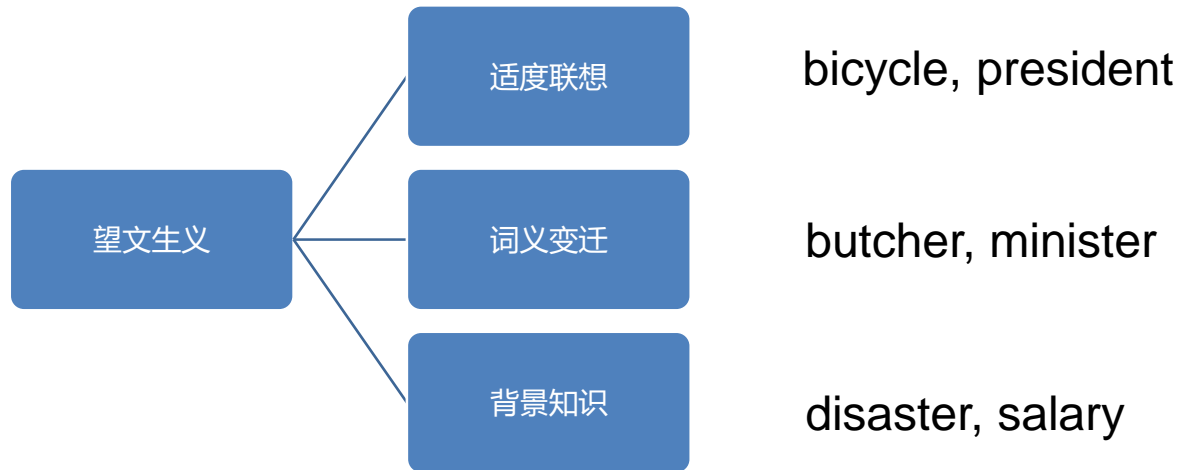 适度联想
bicycle, president
望文生义
词义变迁
butcher, minister
背景知识
disaster, salary